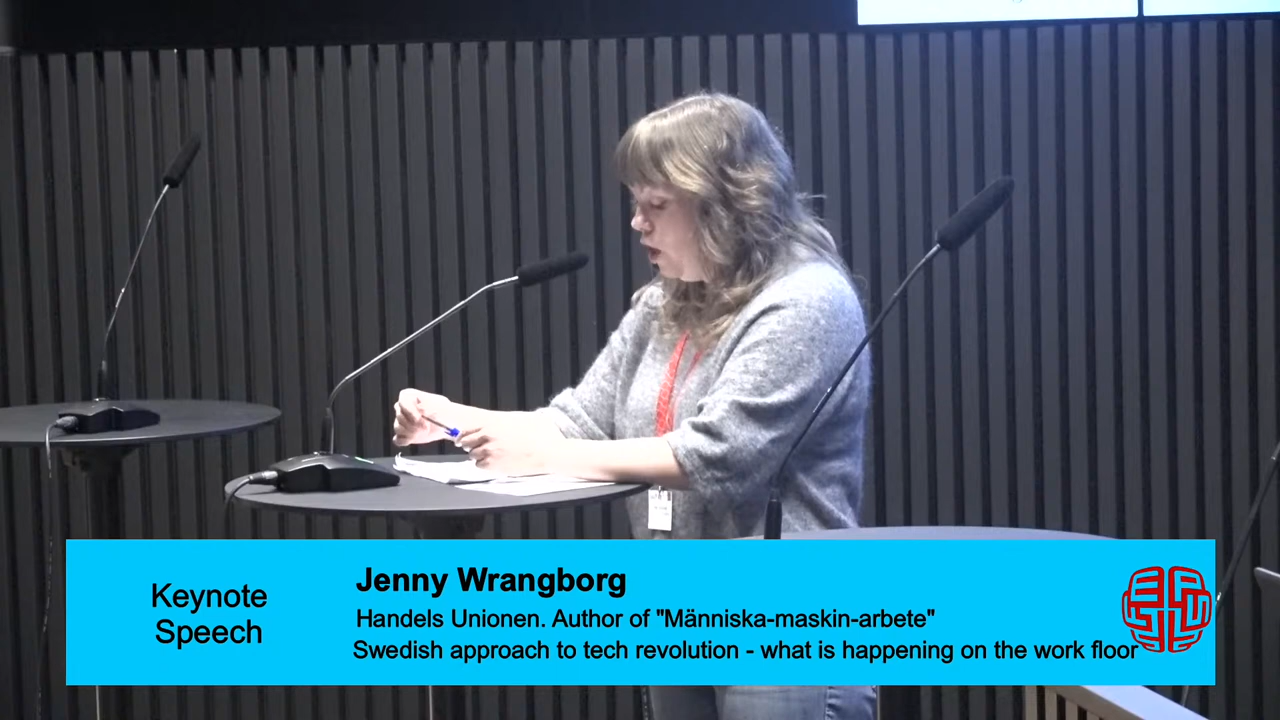 Keynote
Speech
Jenny Wrangborg
Handels Unionen. Author of "Människa-maskin-arbete"
Swedish approach to tech revolution - what is happening on the work floor